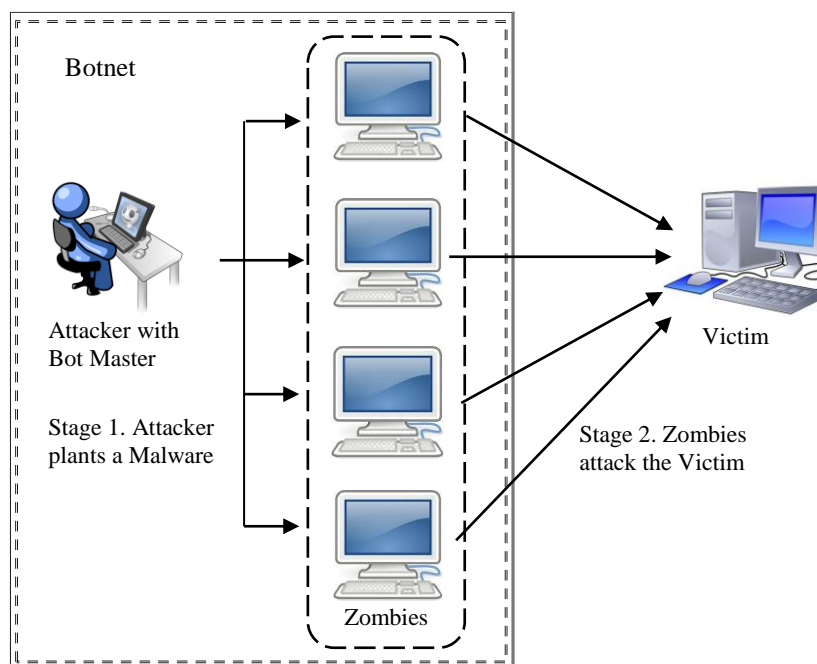 Botnet
Attacker with
Bot Master
Stage 1. Attacker
plants a Malware
Zombies
Victim
Stage 2. Zombies
attack the Victim